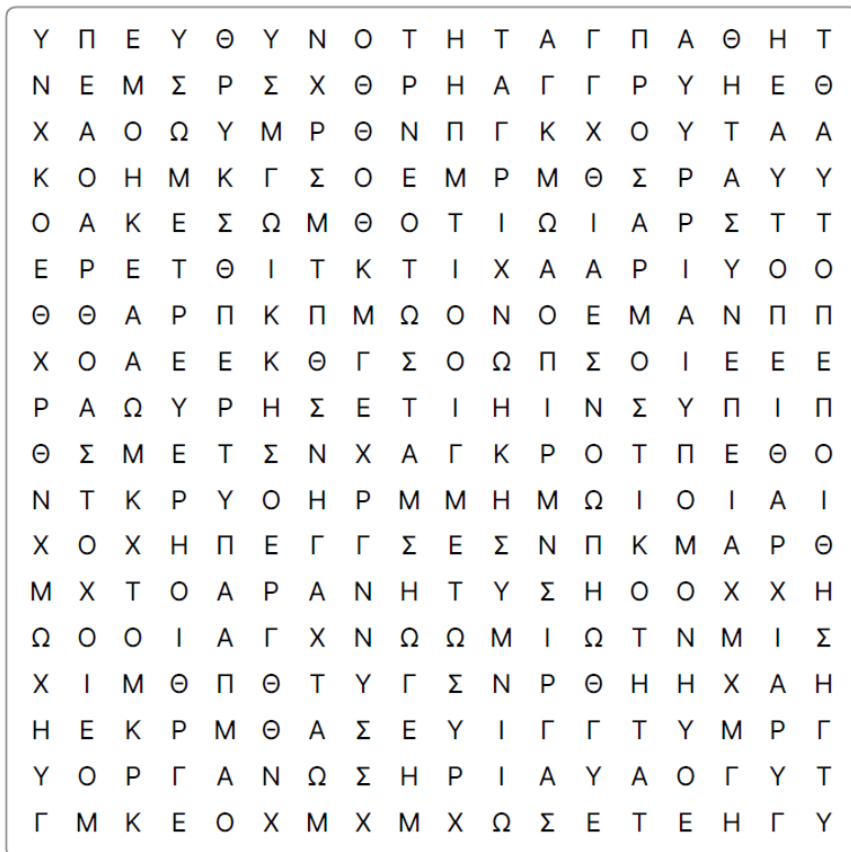 Υ Π Ε Υ Θ Υ Ν Ο Τ Η Τ Α Γ Π Α Θ Η Τ
Ν Ε Μ Σ Ρ Σ Χ Θ Ρ Η Α Γ Γ Ρ Υ Η Ε Θ
Χ Α Ο Ω Υ Μ Ρ Θ Ν Π Γ Κ Χ Ο Υ Τ Α Α
Κ Ο Η Μ Κ Γ Σ Ο Ε Μ Ρ Μ Θ Σ Ρ Α Υ Υ
Ο Α Κ Ε Σ Ω Μ Θ Ο Τ Ι Ω Ι Α Ρ Σ Τ Τ
Ε Ρ Ε Τ Θ Ι Τ Κ Τ Ι Χ Α Α Ρ Ι Υ Ο Ο
Θ Θ Α Ρ Π Κ Π Μ Ω Ο Ν Ο Ε Μ Α Ν Π Π
Χ Ο Α Ε Ε Κ Θ Γ Σ Ο Ω Π Σ Ο Ι Ε Ε Ε
Ρ Α Ω Υ Ρ Η Σ Ε Τ Ι Η Ι Ν Σ Υ Π Ι Π
Θ Σ Μ Ε Τ Σ Ν Χ Α Γ Κ Ρ Ο Τ Π Ε Θ Ο
Ν Τ Κ Ρ Υ Ο Η Ρ Μ Μ Η Μ Ω Ι Ο Ι Α Ι
Χ Ο Χ Η Π Ε Γ Γ Σ Ε Σ Ν Π Κ Μ Α Ρ Θ
Μ Χ Τ Ο Α Ρ Α Ν Η Τ Υ Σ Η Ο Ο Χ Χ Η
Ω Ο Ο Ι Α Γ Χ Ν Ω Ω Μ Ι Ω Τ Ν Μ Ι Σ
Χ Ι Μ Θ Π Θ Τ Υ Γ Σ Ν Ρ Θ Η Η Χ Α Η
Η Ε Κ Ρ Μ Θ Α Σ Ε Υ Ι Γ Γ Τ Υ Μ Ρ Γ
Υ Ο Ρ Γ Α Ν Ω Σ Η Ρ Ι Α Υ Α Ο Γ Υ Τ
Γ Μ Κ Ε Ο Χ Μ Χ Μ Χ Ω Σ Ε Τ Ε Η Γ Υ